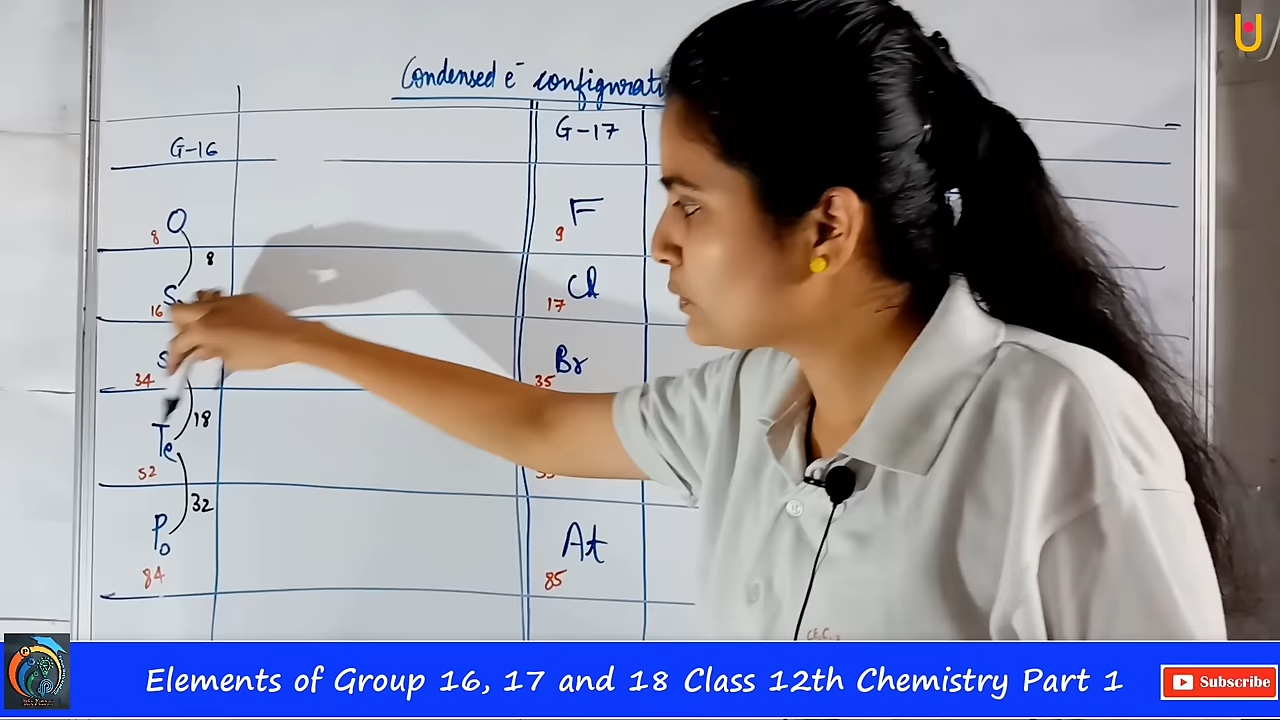 Condensed e⁻ configurati
G-16
G-17
O
8
8
F
9
S
16
Cl
17
S
34
Br
35
18
Te
52
32
Po
84
At
85
Elements of Group 16, 17 and 18 Class 12th Chemistry Part 1
Subscribe